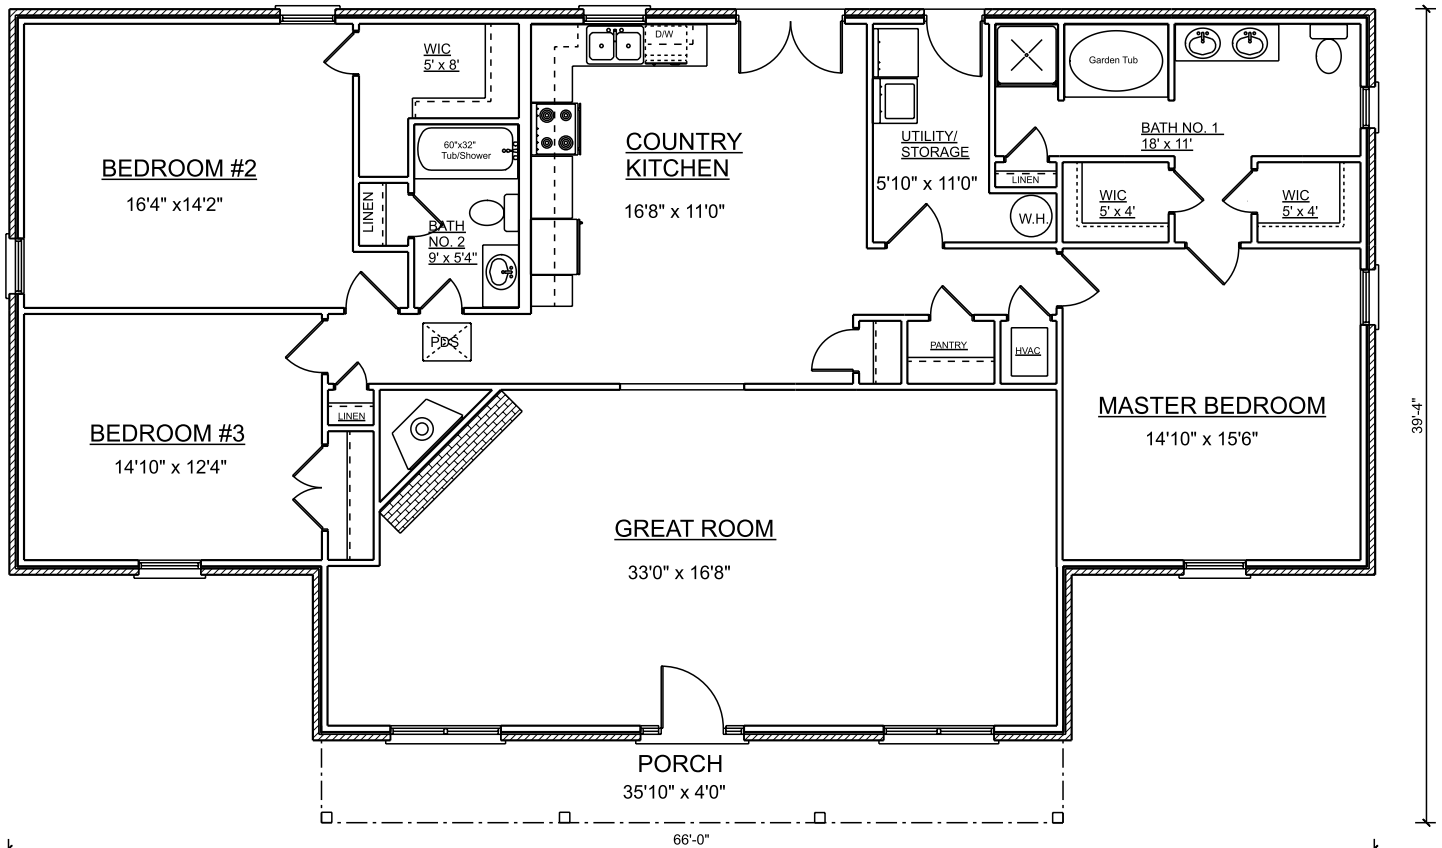 WIC
5' x 8'
D/W
Garden Tub
60"x32"
Tub/Shower
BEDROOM #2
16'4" x14'2"
COUNTRY
KITCHEN
16'8" x 11'0"
UTILITY/
STORAGE
5'10" x 11'0"
BATH NO. 1
18' x 11'
LINEN
LINEN
WIC
5' x 4'
WIC
5' x 4'
W.H.
BATH
NO. 2
9' x 5'4"
PDS
PANTRY
HVAC
LINEN
BEDROOM #3
14'10" x 12'4"
MASTER BEDROOM
14'10" x 15'6"
39'-4"
GREAT ROOM
33'0" x 16'8"
PORCH
35'10" x 4'0"
66'-0"